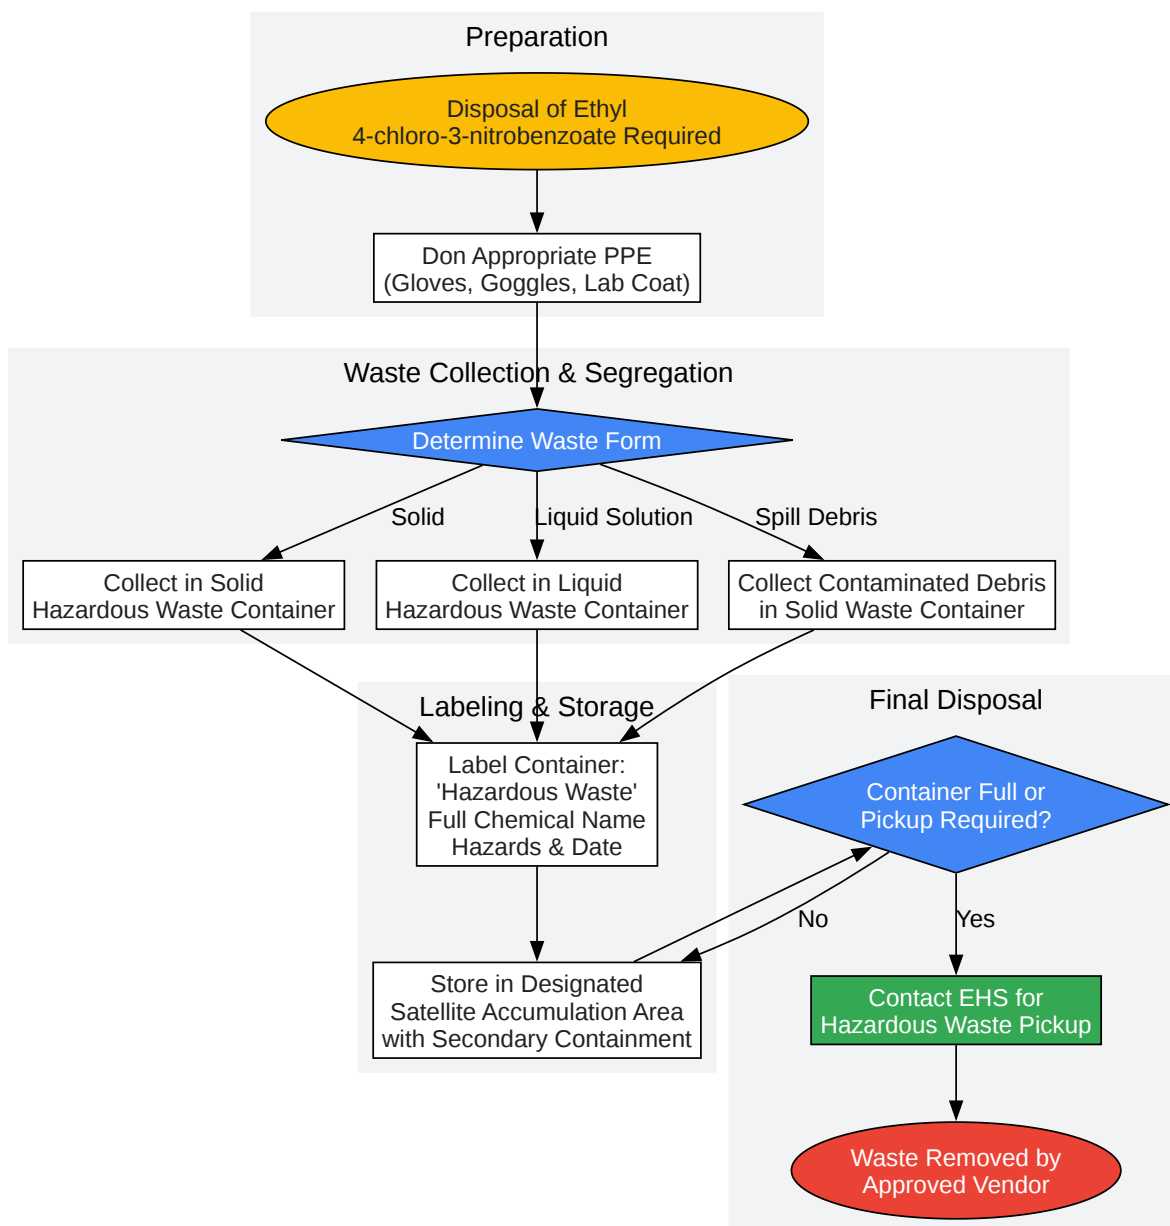 Preparation
Disposal of Ethyl
4-chloro-3-nitrobenzoate Required
Don Appropriate PPE
(Gloves, Goggles, Lab Coat)
Waste Collection & Segregation
Determine Waste Form
Solid
Liquid Solution
Spill Debris
Collect in Solid
Hazardous Waste Container
Collect in Liquid
Hazardous Waste Container
Collect Contaminated Debris
in Solid Waste Container
Labeling & Storage
Label Container:
'Hazardous Waste'
Full Chemical Name
Hazards & Date
Store in Designated
Satellite Accumulation Area
with Secondary Containment
Final Disposal
Container Full or
Pickup Required?
No
Yes
Contact EHS for
Hazardous Waste Pickup
Waste Removed by
Approved Vendor